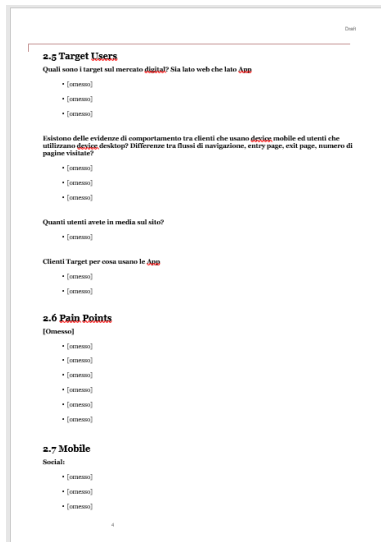 Draft
2.5 Target Users
Quali sono i target sul mercato digital? Sia lato web che lato App
• [omesso]
• [omesso]
• [omesso]
Esistono delle evidenze di comportamento tra clienti che usano device mobile ed utenti che
utilizzano device desktop? Differenze tra flussi di navigazione, entry page, exit page, numero di
pagine visitate?
• [omesso]
• [omesso]
• [omesso]
Quanti utenti avete in media sul sito?
• [omesso]
Clienti Target per cosa usano le App
• [omesso]
• [omesso]
2.6 Pain Points
[Omesso]
• [omesso]
• [omesso]
• [omesso]
• [omesso]
• [omesso]
• [omesso]
2.7 Mobile
Social:
• [omesso]
• [omesso]
• [omesso]